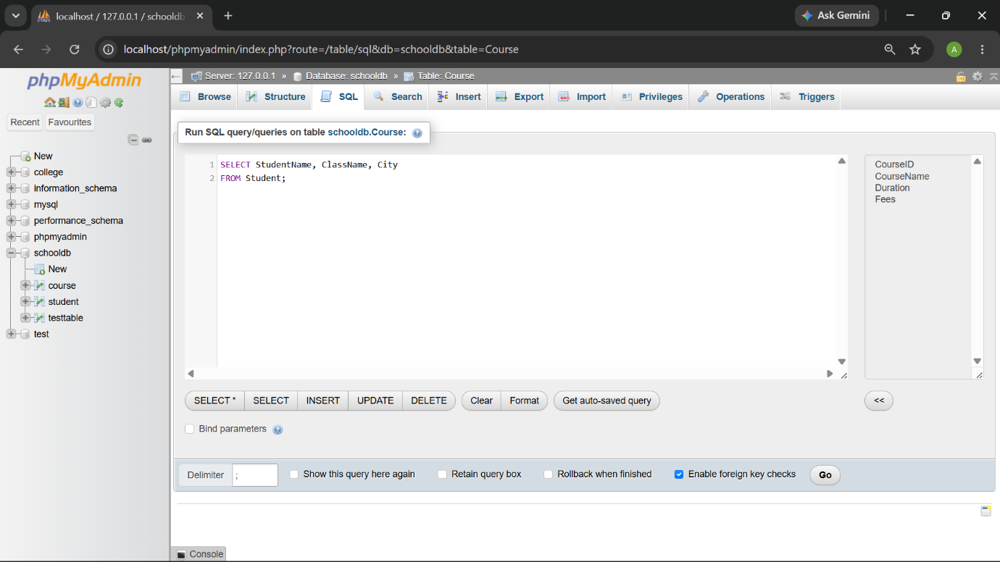 localhost / 127.0.0.1 / schooldb
Ask Gemini
localhost/phpmyadmin/index.php?route=/table/sql&db=schooldb&table=Course
A
phpMyAdmin
Recent Favourites
New
college
information_schema
mysql
performance_schema
phpmyadmin
schooldb
New
course
student
testtable
test
Server: 127.0.0.1 » Database: schooldb » Table: Course
Browse Structure SQL Search Insert Export Import Privileges Operations Triggers
Run SQL query/queries on table schooldb.Course:
1 SELECT StudentName, ClassName, City
2 FROM Student;
CourseID
CourseName
Duration
Fees
SELECT * SELECT INSERT UPDATE DELETE Clear Format Get auto-saved query <<
Bind parameters
Delimiter ; Show this query here again Retain query box Rollback when finished Enable foreign key checks Go
Console